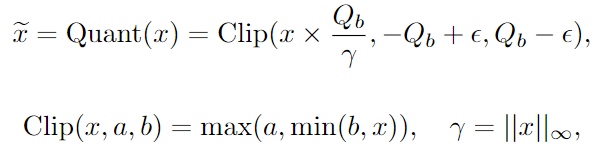 x̃ = Quant(x) = Clip(x × Q_b/γ, −Q_b + ϵ, Q_b − ϵ),
Clip(x, a, b) = max(a, min(b, x)), γ = ||x||_∞,